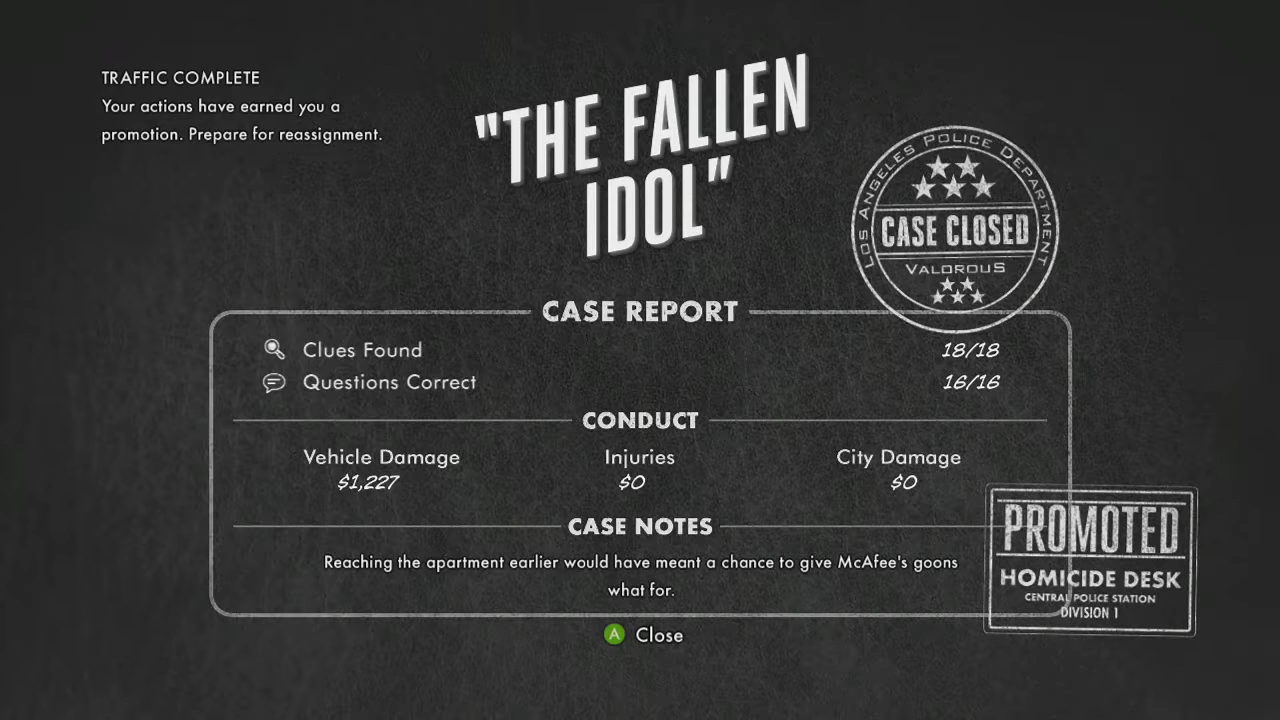 TRAFFIC COMPLETE
Your actions have earned you a
promotion. Prepare for reassignment.
"THE FALLEN
IDOL"
LOS ANGELES POLICE DEPARTMENT
CASE CLOSED
VALOROUS
CASE REPORT
Clues Found 18/18
Questions Correct 16/16
CONDUCT
Vehicle Damage Injuries City Damage
$1,227 $0 $0
CASE NOTES
Reaching the apartment earlier would have meant a chance to give McAfee's goons
what for.
PROMOTED
HOMICIDE DESK
CENTRAL POLICE STATION
DIVISION 1
A Close